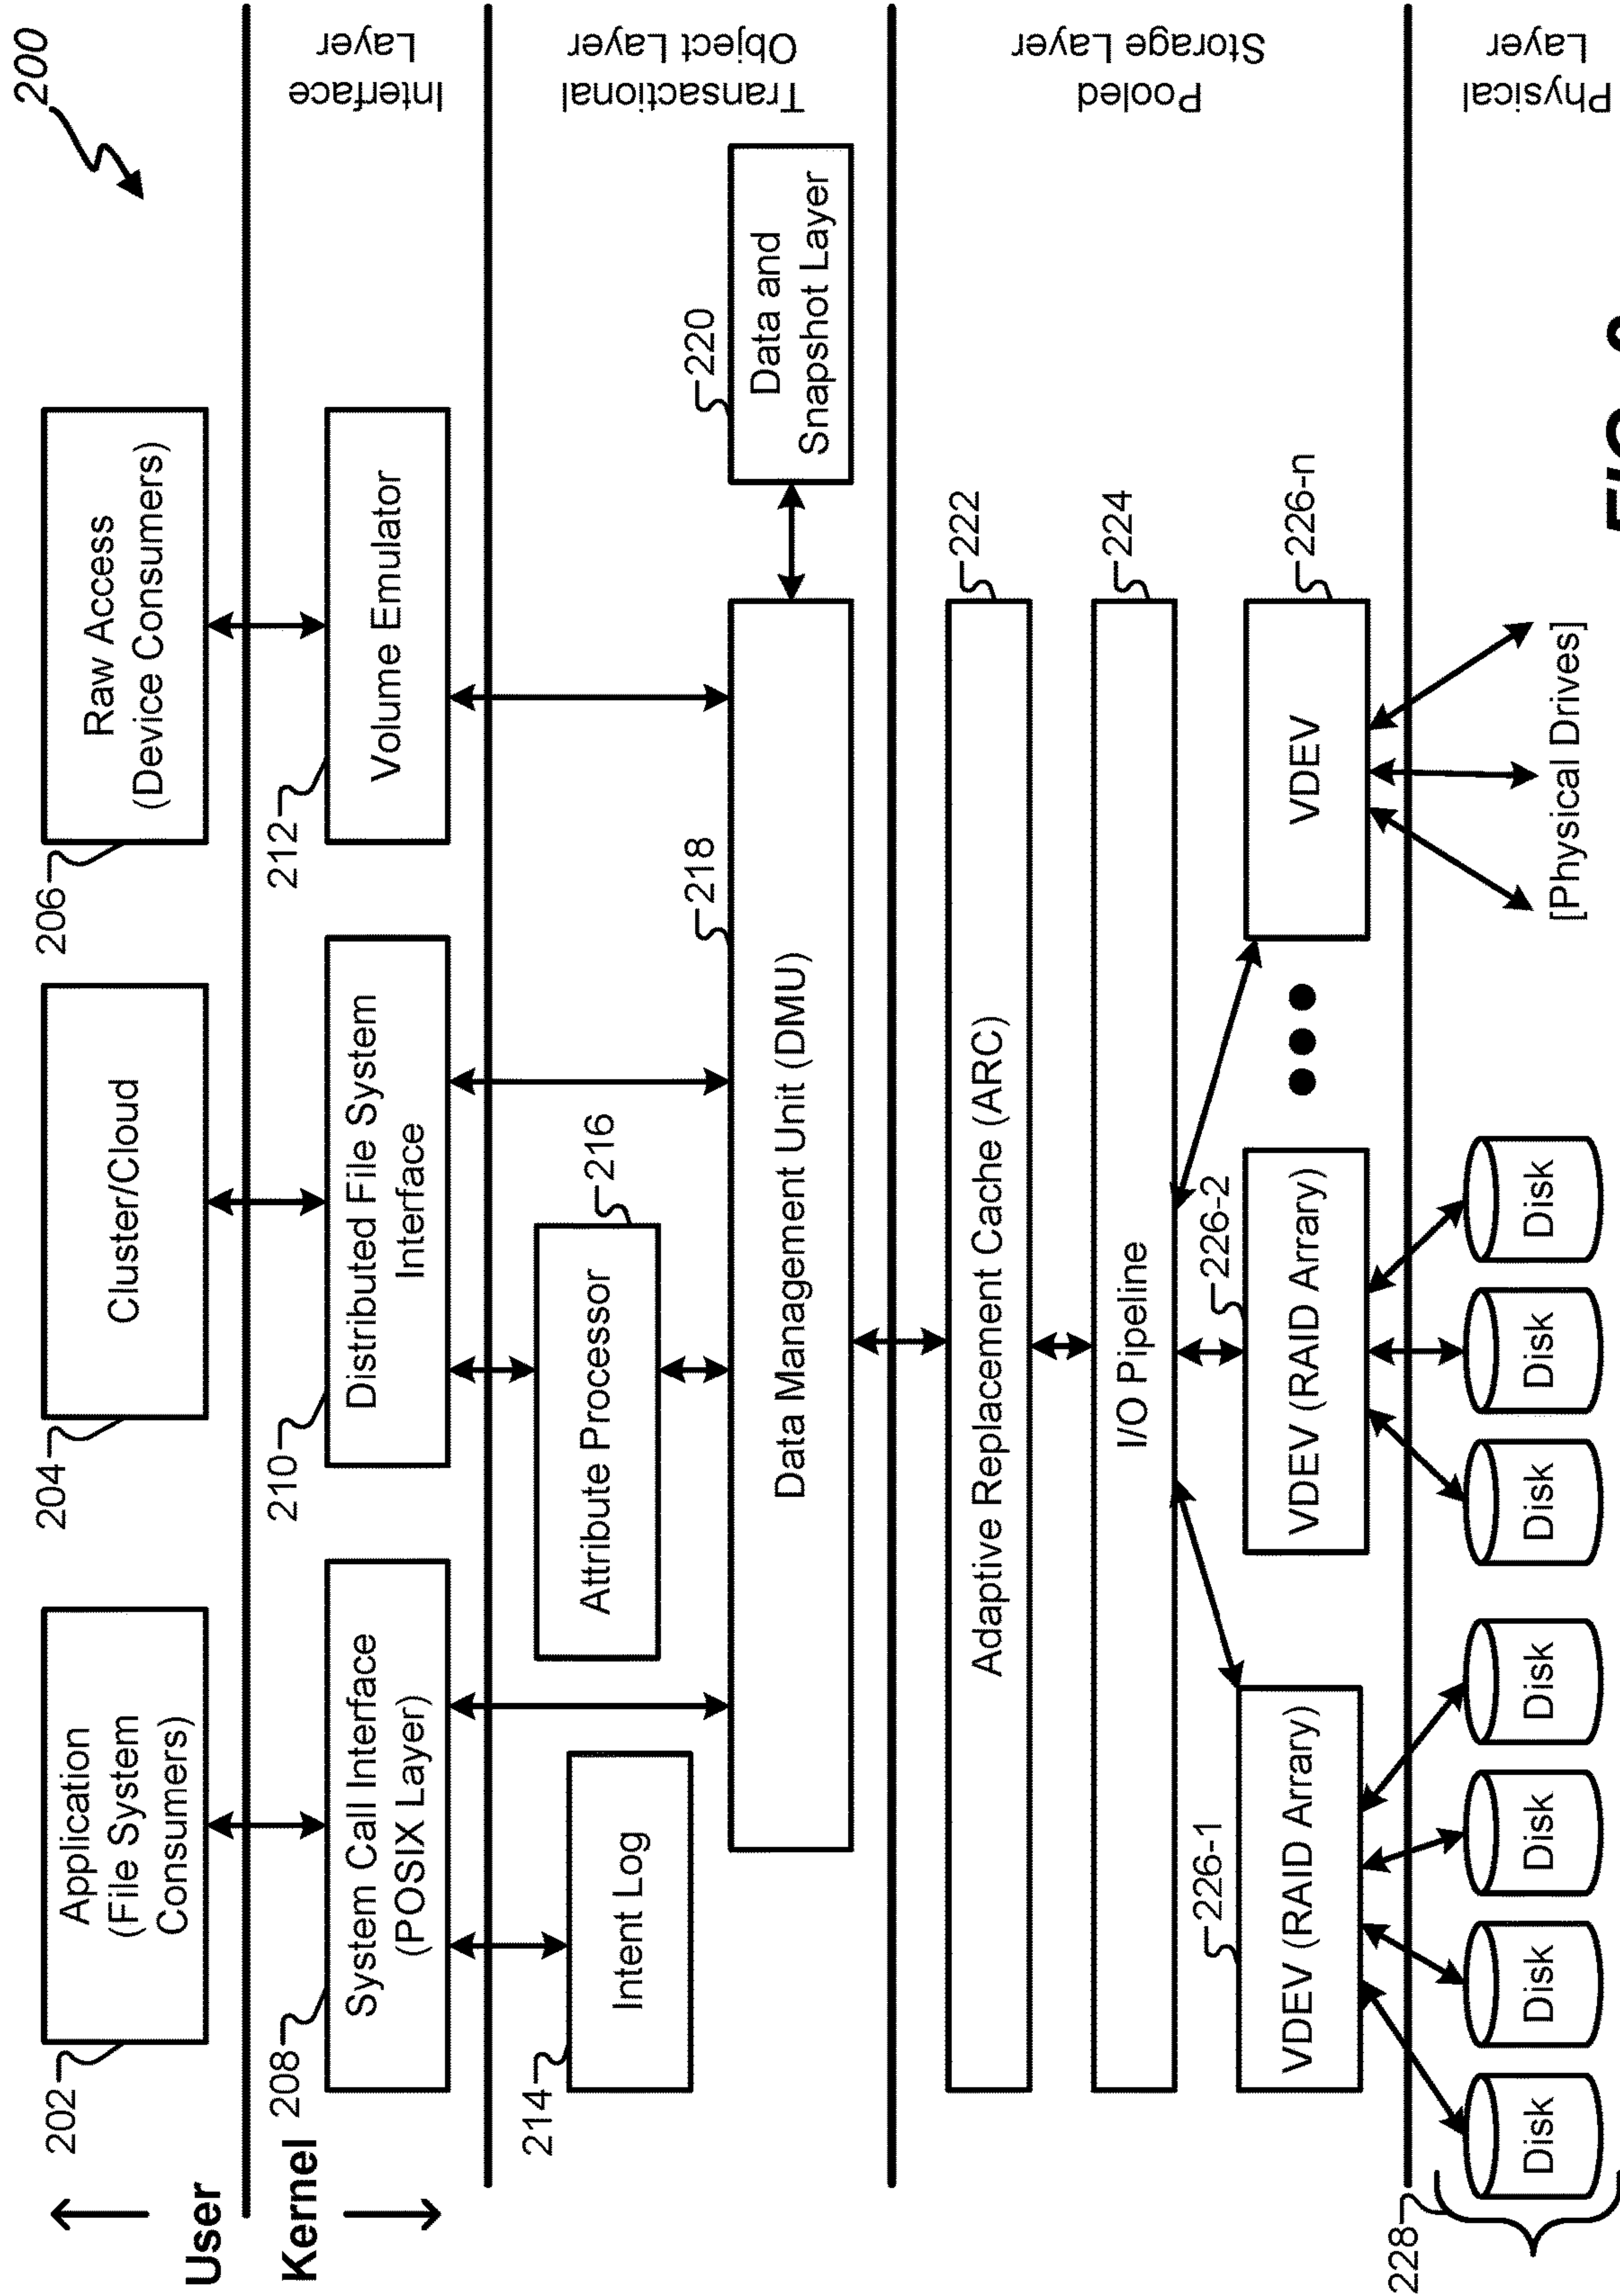 200
User
202
Application
(File System
Consumers)
204
Cluster/Cloud
206
Raw Access
(Device Consumers)
Kernel
208
System Call Interface
(POSIX Layer)
210
Distributed File System
Interface
212
Volume Emulator
Interface
Layer
214
Intent Log
Attribute Processor
216
218
Data Management Unit (DMU)
220
Data and
Snapshot Layer
Transactional
Object Layer
222
Adaptive Replacement Cache (ARC)
224
I/O Pipeline
226-1
VDEV (RAID Arrary)
226-2
VDEV (RAID Arrary)
226-n
VDEV
Pooled
Storage Layer
228
Disk
Disk
Disk
Disk
Disk
Disk
Disk
[Physical Drives]
Physical
Layer
FIG.